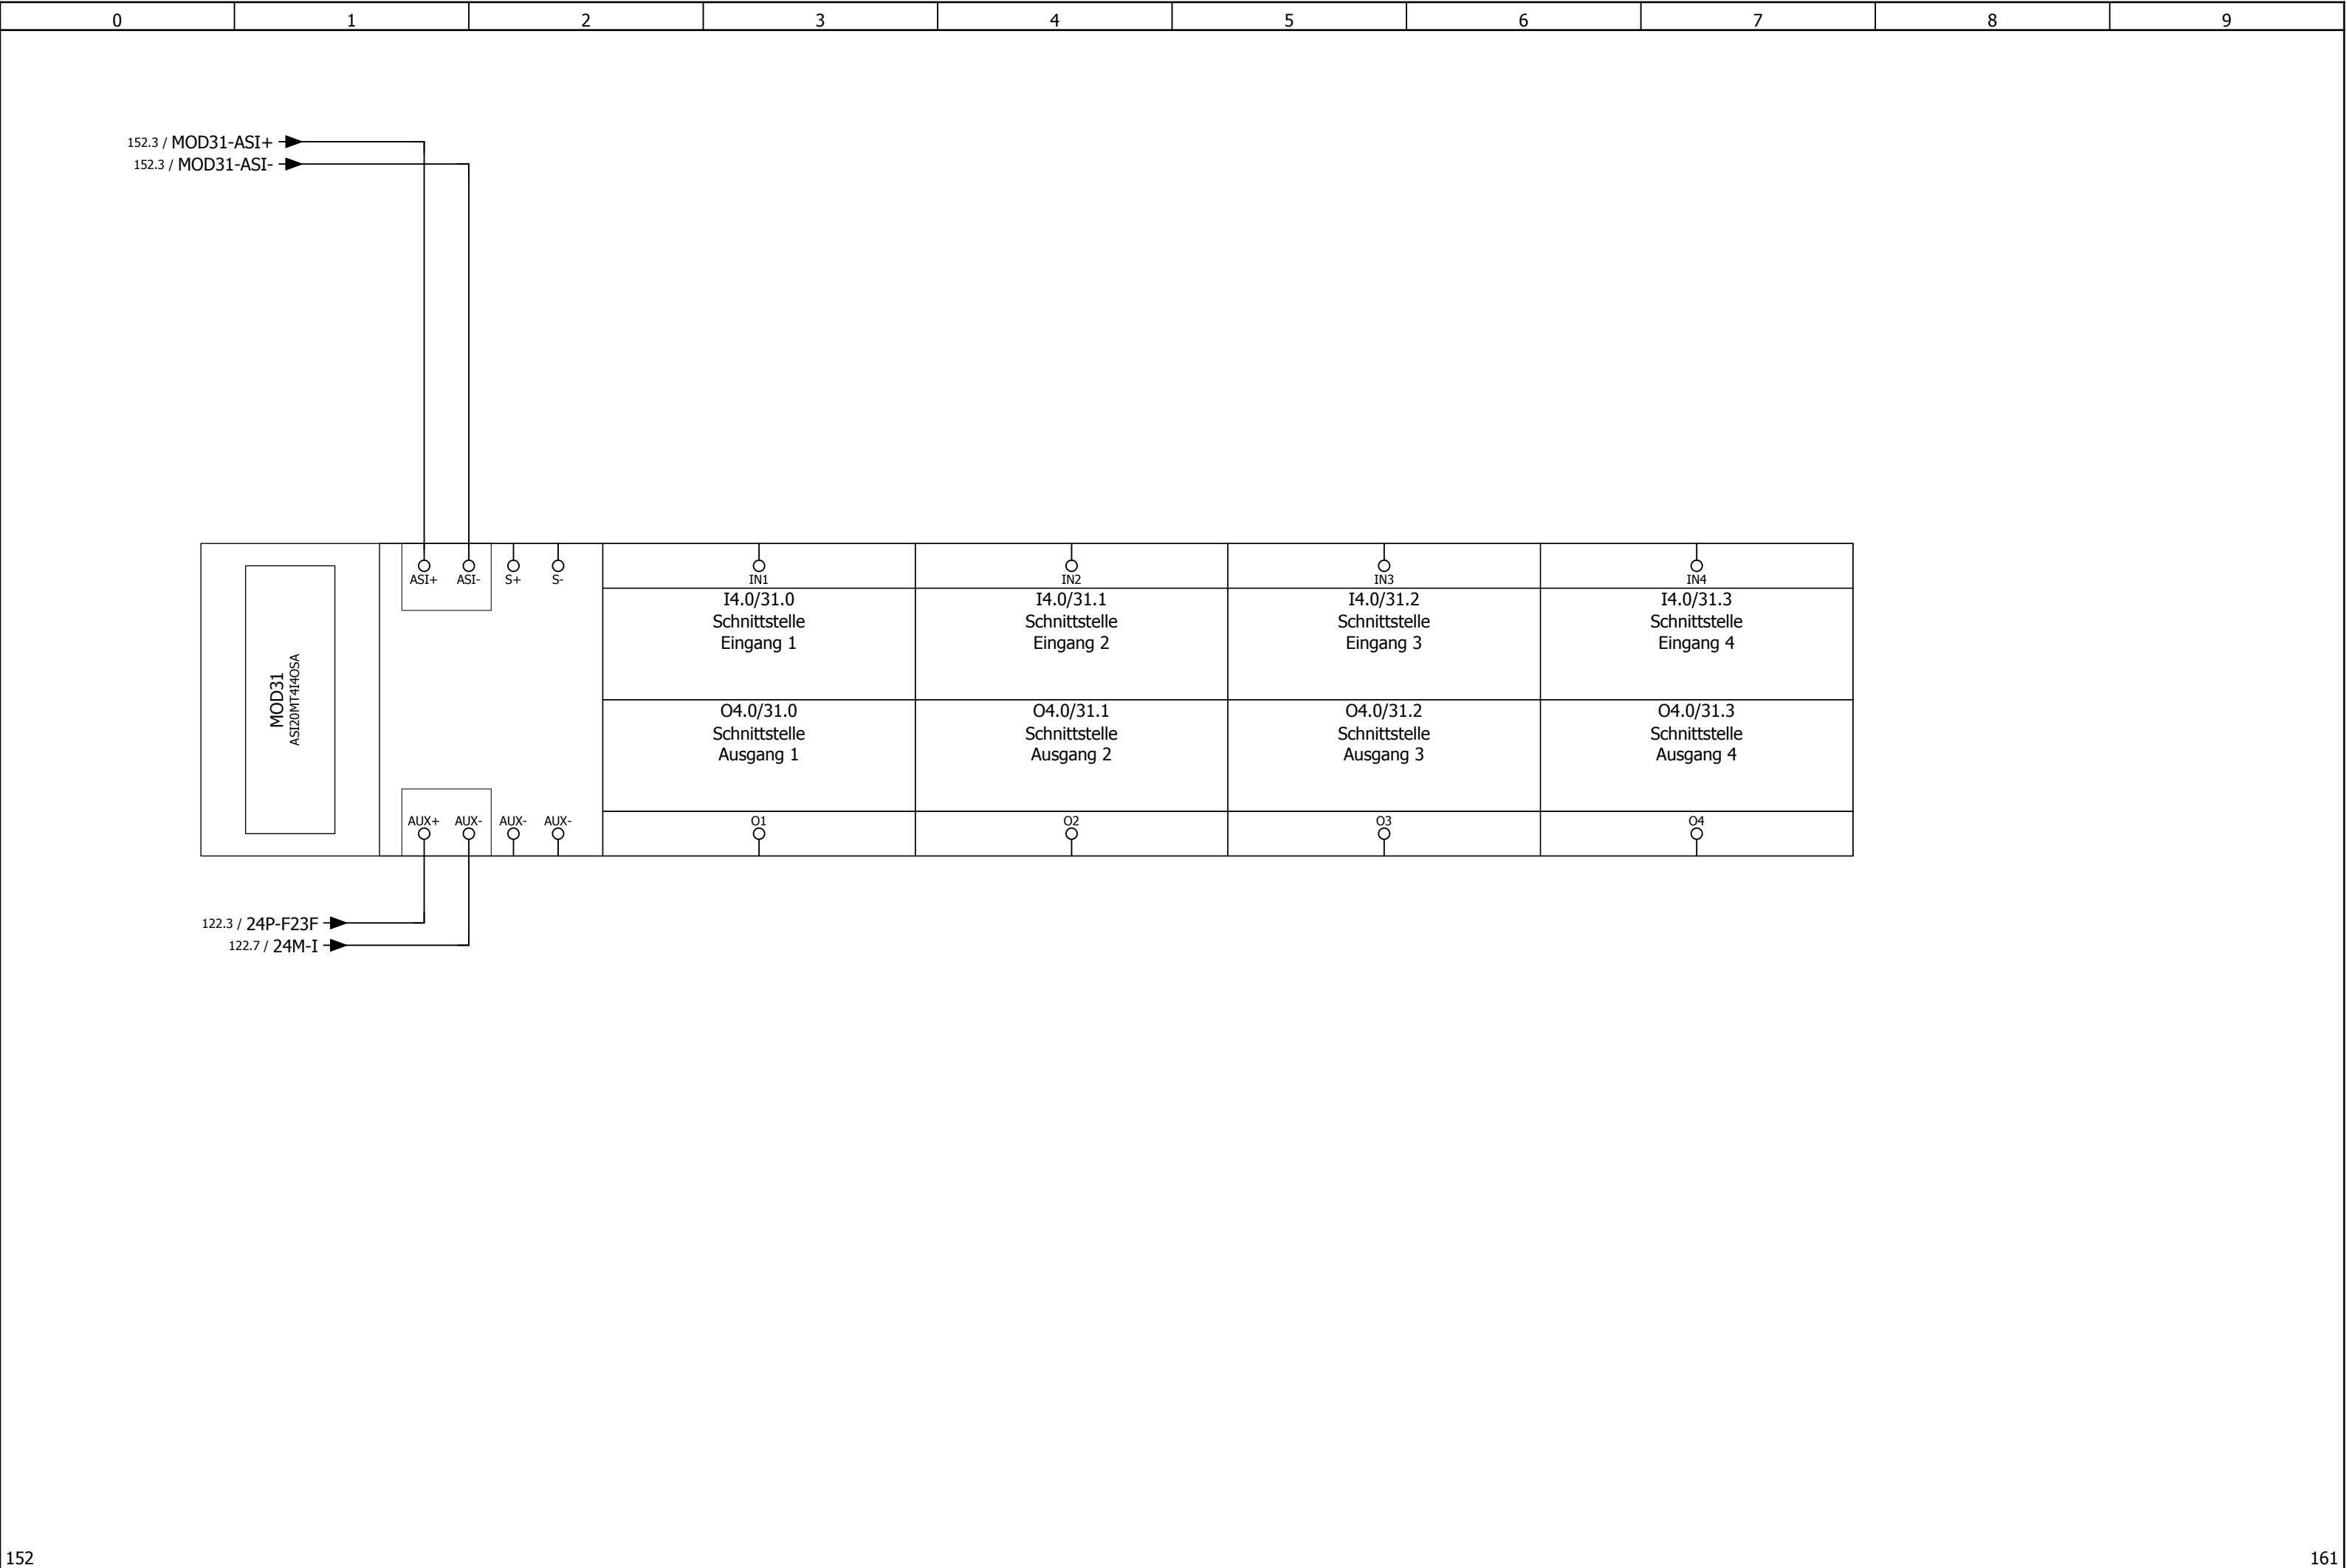 0 1 2 3 4 5 6 7 8 9
152.3 / MOD31-ASI+
152.3 / MOD31-ASI-
ASI+ ASI- S+ S- IN1 IN2 IN3 IN4
I4.0/31.0 I4.0/31.1 I4.0/31.2 I4.0/31.3
Schnittstelle Schnittstelle Schnittstelle Schnittstelle
Eingang 1 Eingang 2 Eingang 3 Eingang 4
MOD31
ASI20MT4I4OSA
O4.0/31.0 O4.0/31.1 O4.0/31.2 O4.0/31.3
Schnittstelle Schnittstelle Schnittstelle Schnittstelle
Ausgang 1 Ausgang 2 Ausgang 3 Ausgang 4
AUX+ AUX- AUX- AUX- O1 O2 O3 O4
122.3 / 24P-F23F
122.7 / 24M-I
152 161